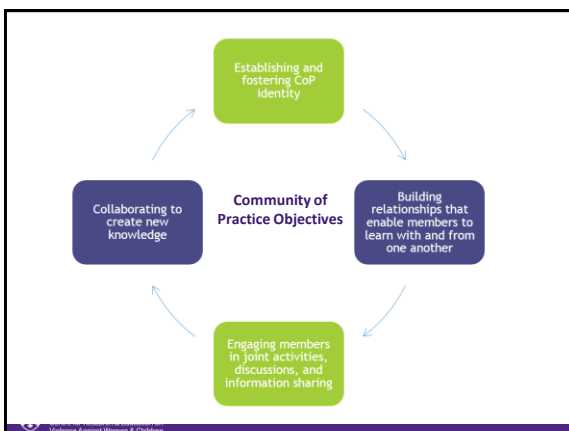 Establishing and
fostering CoP
identity
Community of
Practice Objectives
Building
relationships that
enable members to
learn with and from
one another
Engaging members
in joint activities,
discussions, and
information sharing
Collaborating to
create new
knowledge
Violence Against Women & Children